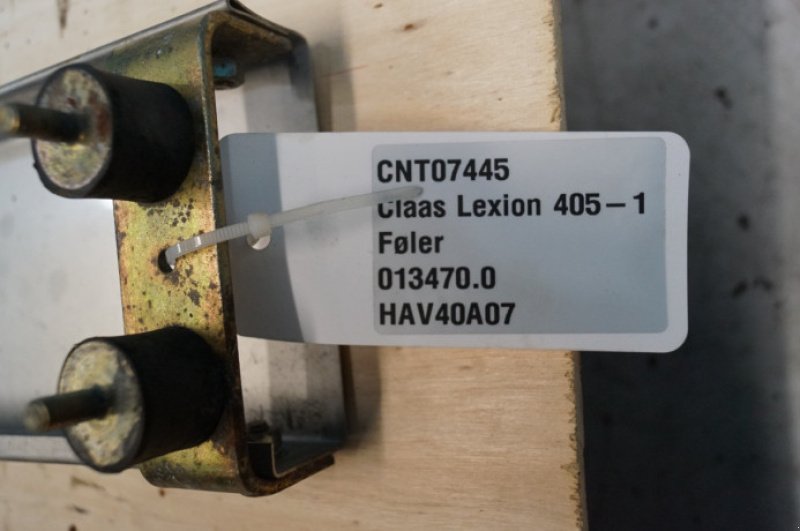 CNT07445
Claas Lexion 405-1
Føler
013470.0
HAV40A07